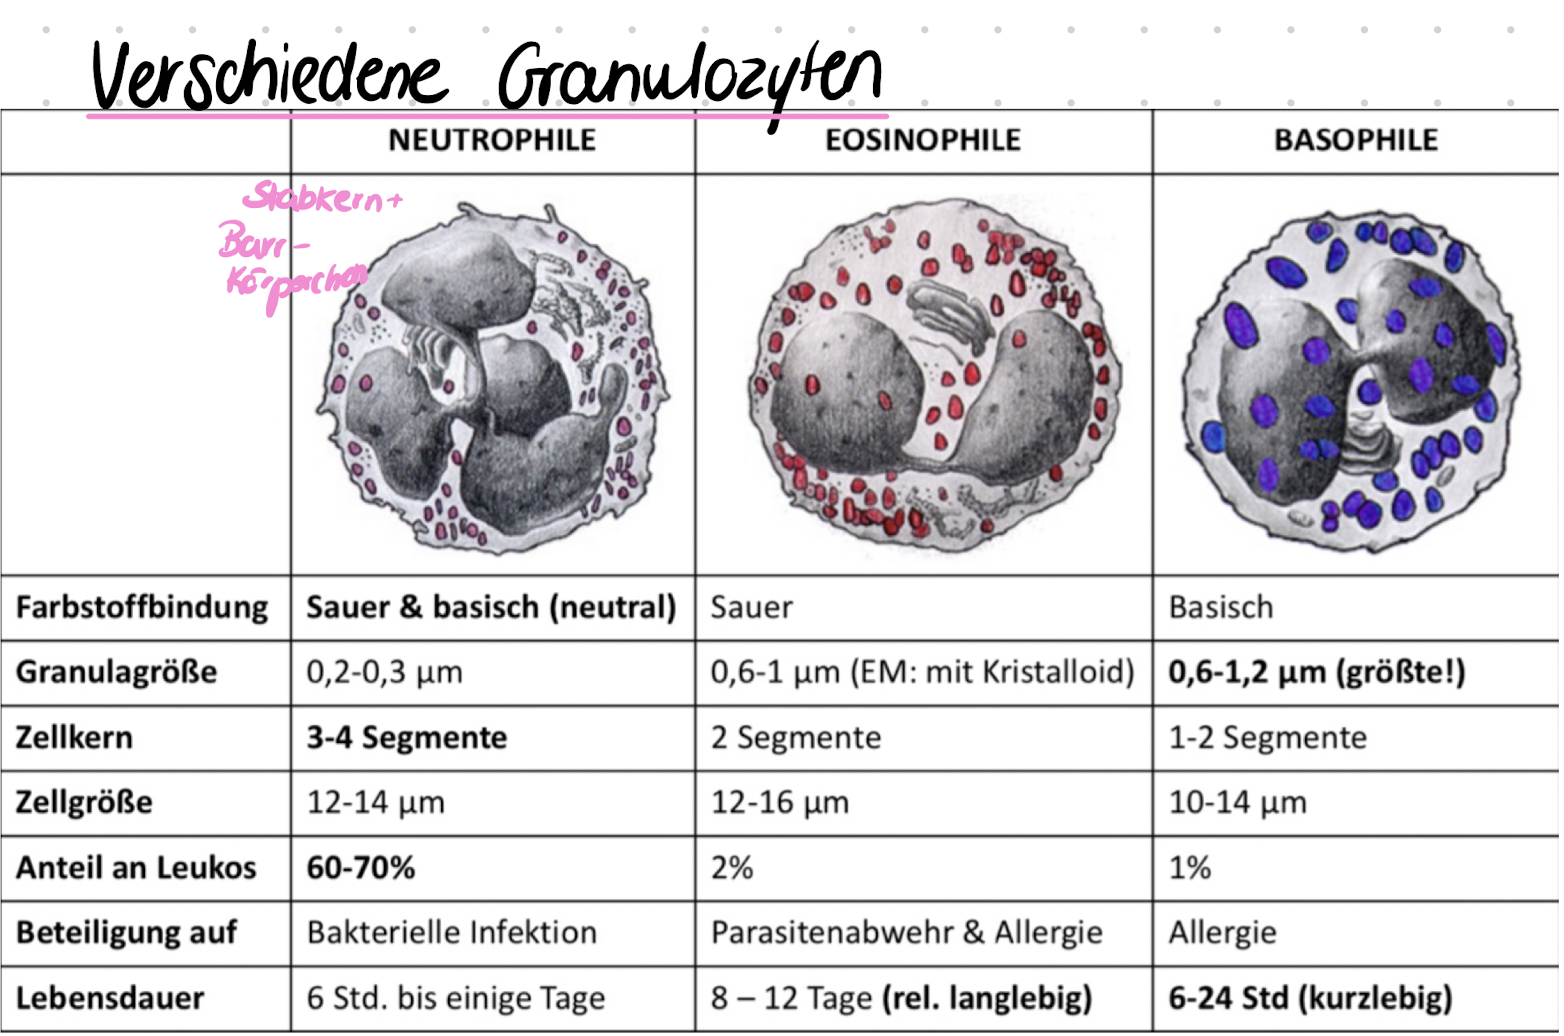 Verschiedene Granulozyten
NEUTROPHILE EOSINOPHILE BASOPHILE
Stabkern+
Barr-
Körperchen
Farbstoffbindung Sauer & basisch (neutral) Sauer Basisch
Granulagröße 0,2-0,3 µm 0,6-1 µm (EM: mit Kristalloid) 0,6-1,2 µm (größte!)
Zellkern 3-4 Segmente 2 Segmente 1-2 Segmente
Zellgröße 12-14 µm 12-16 µm 10-14 µm
Anteil an Leukos 60-70% 2% 1%
Beteiligung auf Bakterielle Infektion Parasitenabwehr & Allergie Allergie
Lebensdauer 6 Std. bis einige Tage 8 – 12 Tage (rel. langlebig) 6-24 Std (kurzlebig)